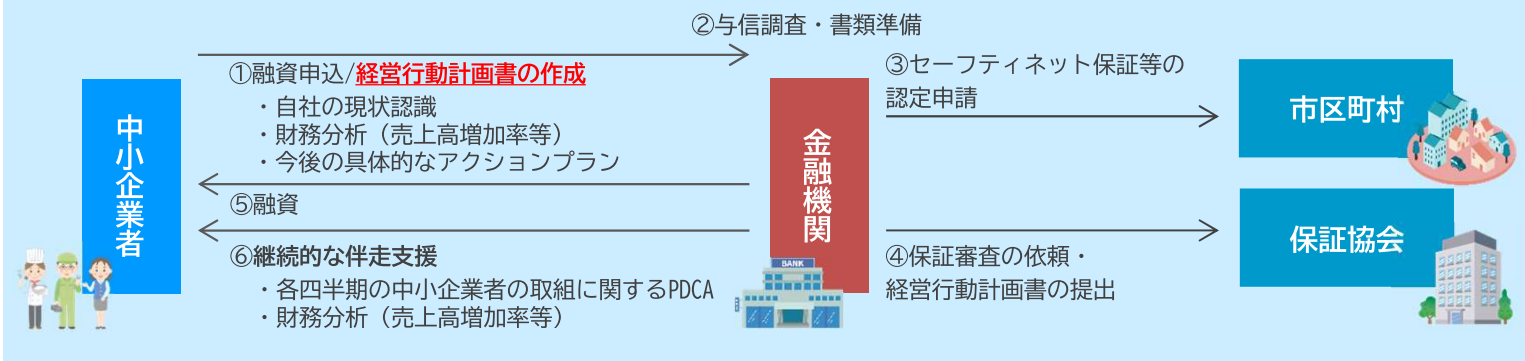 ②与信調査・書類準備
①融資申込/経営行動計画書の作成
・自社の現状認識
・財務分析（売上高増加率等）
・今後の具体的なアクションプラン
中小企業者
金融機関
③セーフティネット保証等の
認定申請
市区町村
⑤融資
⑥継続的な伴走支援
・各四半期の中小企業者の取組に関するPDCA
・財務分析（売上高増加率等）
BANK
④保証審査の依頼・
経営行動計画書の提出
保証協会